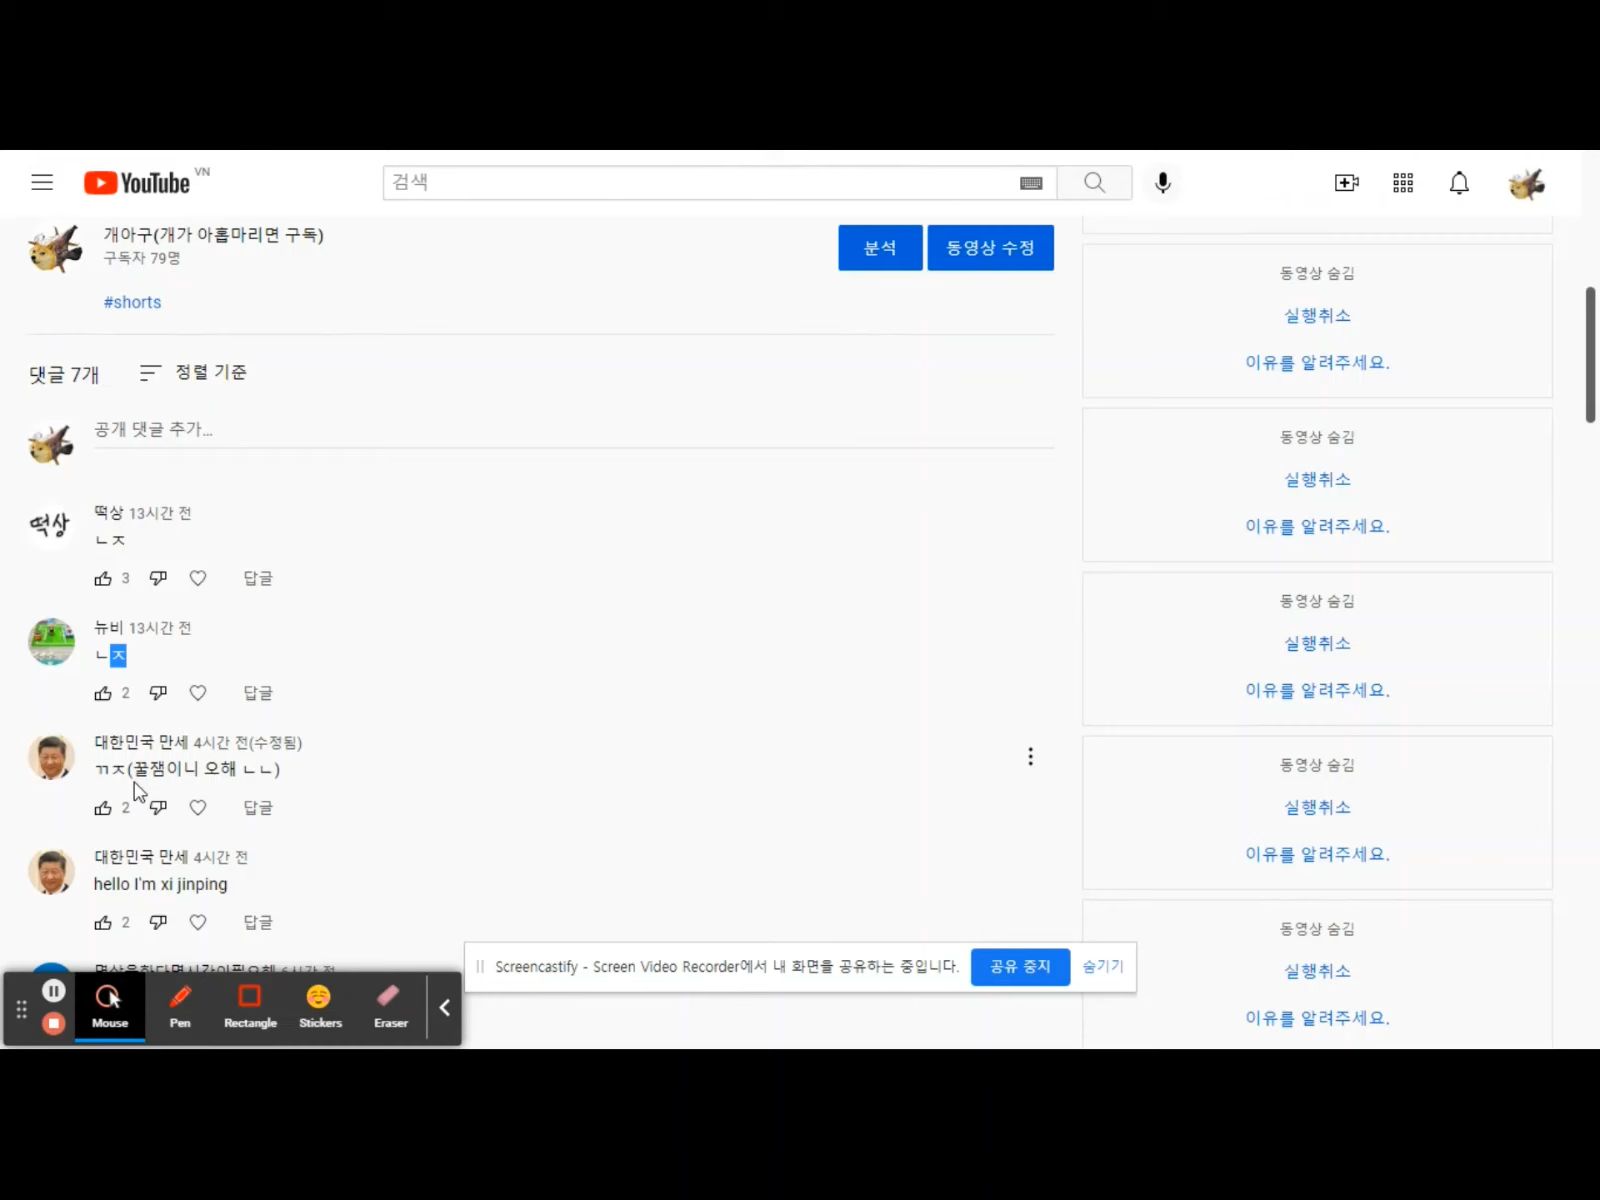 YouTube VN
검색
개아구(개가 아홉마리면 구독)
구독자 79명
분석
동영상 수정
#shorts
댓글 7개
정렬 기준
공개 댓글 추가...
떡상
떡상 13시간 전
ㄴㅈ
3
답글
뉴비 13시간 전
ㄴㅈ
2
답글
대한민국 만세 4시간 전(수정됨)
ㄲㅈ(꿀잼이니 오해 ㄴㄴ)
2
답글
대한민국 만세 4시간 전
hello I'm xi jinping
2
답글
동영상 숨김
실행취소
이유를 알려주세요.
동영상 숨김
실행취소
이유를 알려주세요.
동영상 숨김
실행취소
이유를 알려주세요.
동영상 숨김
실행취소
이유를 알려주세요.
동영상 숨김
실행취소
이유를 알려주세요.
Screencastify - Screen Video Recorder에서 내 화면을 공유하는 중입니다.
공유 중지
숨기기
Mouse
Pen
Rectangle
Stickers
Eraser